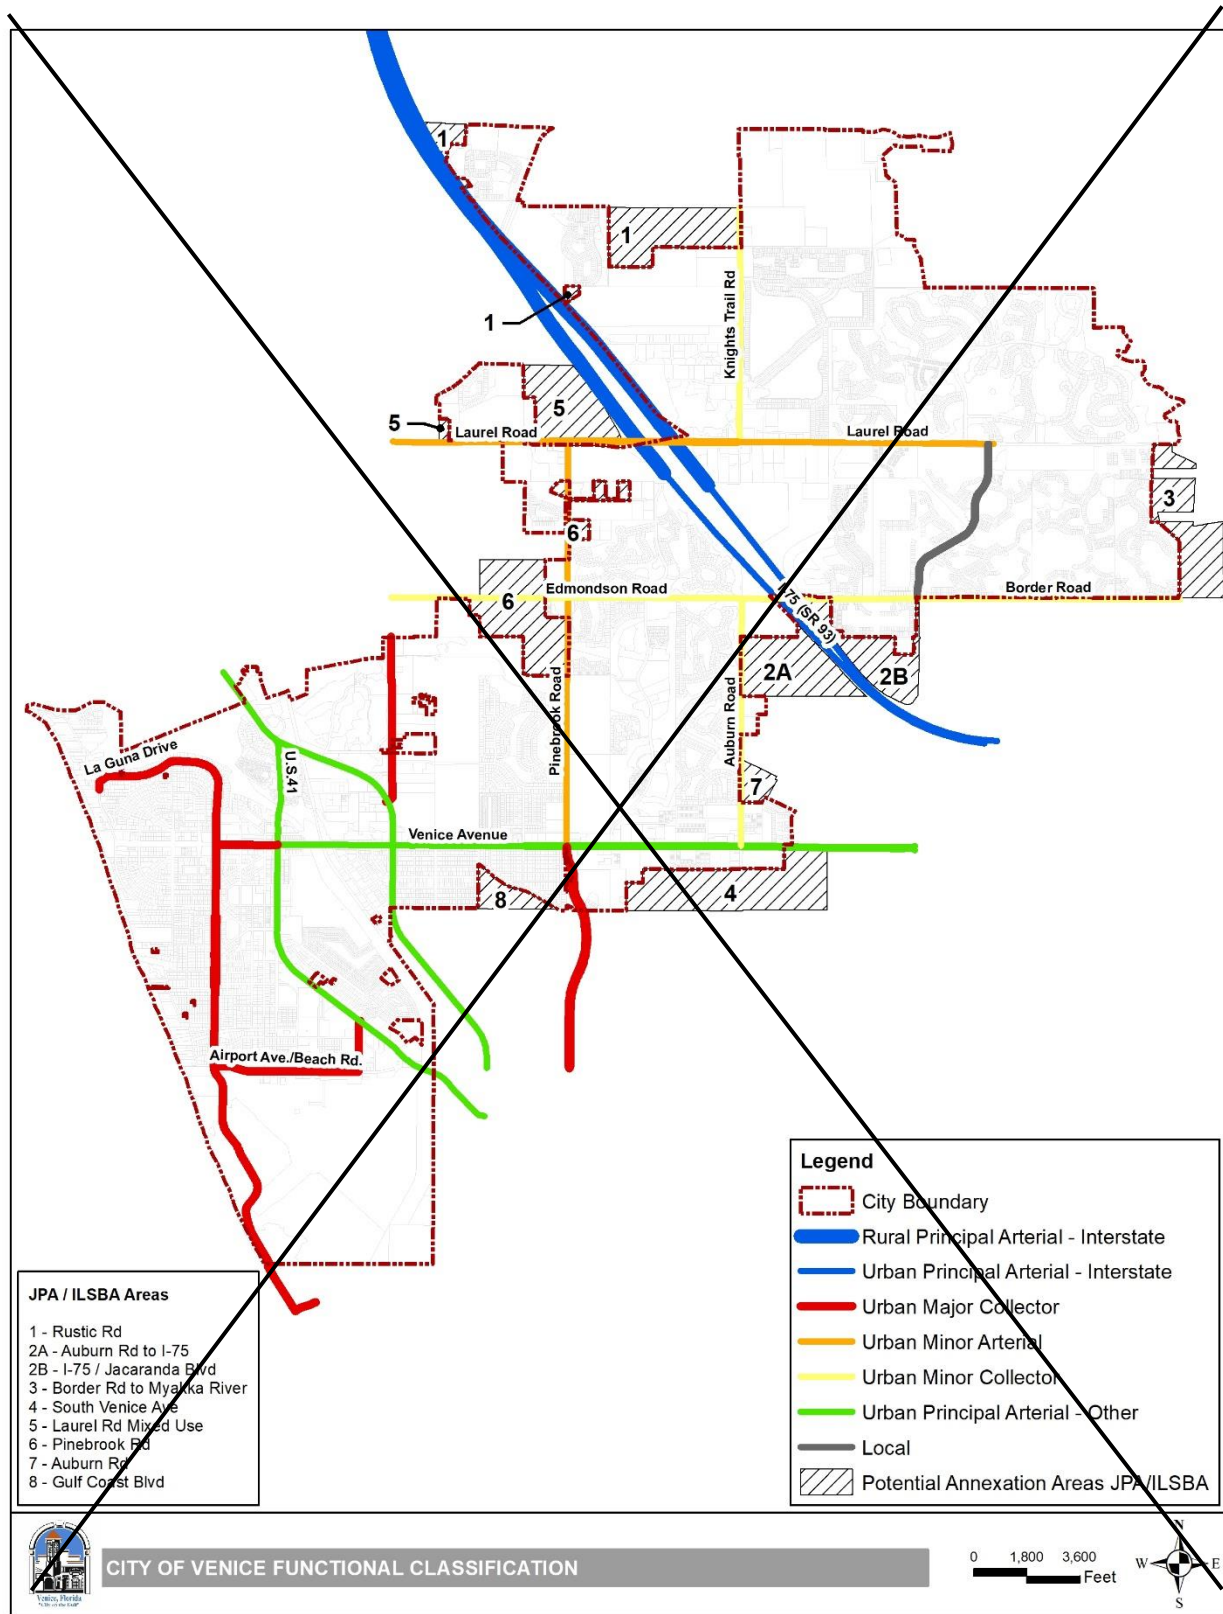 1
1
Knights Trail Rd
1
5
5
Laurel Road
Laurel Road
3
6
Edmondson Road
6
Border Road
I-75 (SR 93)
2A
2B
Pinebrook Road
Auburn Road
La Guna Drive
U.S.41
7
Venice Avenue
8
4
Airport Ave./Beach Rd.
Legend
City Boundary
Rural Principal Arterial - Interstate
Urban Principal Arterial - Interstate
Urban Major Collector
Urban Minor Arterial
Urban Minor Collector
Urban Principal Arterial - Other
Local
Potential Annexation Areas JPA/ILSBA
JPA / ILSBA Areas
1 - Rustic Rd
2A - Auburn Rd to I-75
2B - I-75 / Jacaranda Blvd
3 - Border Rd to Myakka River
4 - South Venice Ave
5 - Laurel Rd Mixed Use
6 - Pinebrook Rd
7 - Auburn Rd
8 - Gulf Coast Blvd
Venice, Florida
"City on the Gulf"
CITY OF VENICE FUNCTIONAL CLASSIFICATION
0 1,800 3,600
Feet
N
W E
S